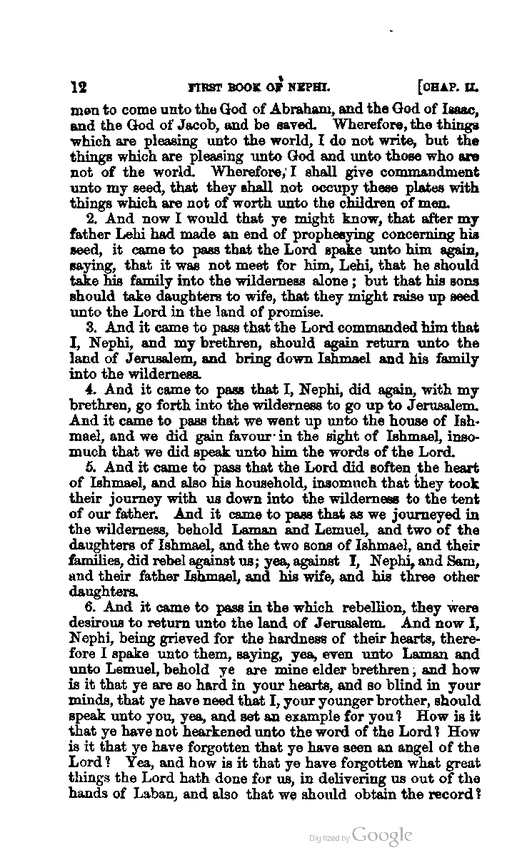 12 FIRST BOOK OF NEPHI. [CHAP. II.
men to come unto the God of Abraham, and the God of Isaac,
and the God of Jacob, and be saved. Wherefore, the things
which are pleasing unto the world, I do not write, but the
things which are pleasing unto God and unto those who are
not of the world. Wherefore, I shall give commandment
unto my seed, that they shall not occupy these plates with
things which are not of worth unto the children of men.
2. And now I would that ye might know, that after my
father Lehi had made an end of prophesying concerning his
seed, it came to pass that the Lord spake unto him again,
saying, that it was not meet for him, Lehi, that he should
take his family into the wilderness alone; but that his sons
should take daughters to wife, that they might raise up seed
unto the Lord in the land of promise.
3. And it came to pass that the Lord commanded him that
I, Nephi, and my brethren, should again return unto the
land of Jerusalem, and bring down Ishmael and his family
into the wilderness.
4. And it came to pass that I, Nephi, did again, with my
brethren, go forth into the wilderness to go up to Jerusalem.
And it came to pass that we went up unto the house of Ish-
mael, and we did gain favour in the sight of Ishmael, inso-
much that we did speak unto him the words of the Lord.
5. And it came to pass that the Lord did soften the heart
of Ishmael, and also his household, insomuch that they took
their journey with us down into the wilderness to the tent
of our father. And it came to pass that as we journeyed in
the wilderness, behold Laman and Lemuel, and two of the
daughters of Ishmael, and the two sons of Ishmael, and their
families, did rebel against us; yea, against I, Nephi, and Sam,
and their father Ishmael, and his wife, and his three other
daughters.
6. And it came to pass in the which rebellion, they were
desirous to return unto the land of Jerusalem. And now I,
Nephi, being grieved for the hardness of their hearts, there-
fore I spake unto them, saying, yea, even unto Laman and
unto Lemuel, behold ye are mine elder brethren; and how
is it that ye are so hard in your hearts, and so blind in your
minds, that ye have need that I, your younger brother, should
speak unto you, yea, and set an example for you? How is it
that ye have not hearkened unto the word of the Lord? How
is it that ye have forgotten that ye have seen an angel of the
Lord? Yea, and how is it that ye have forgotten what great
things the Lord hath done for us, in delivering us out of the
hands of Laban, and also that we should obtain the record?
Digitized by Google